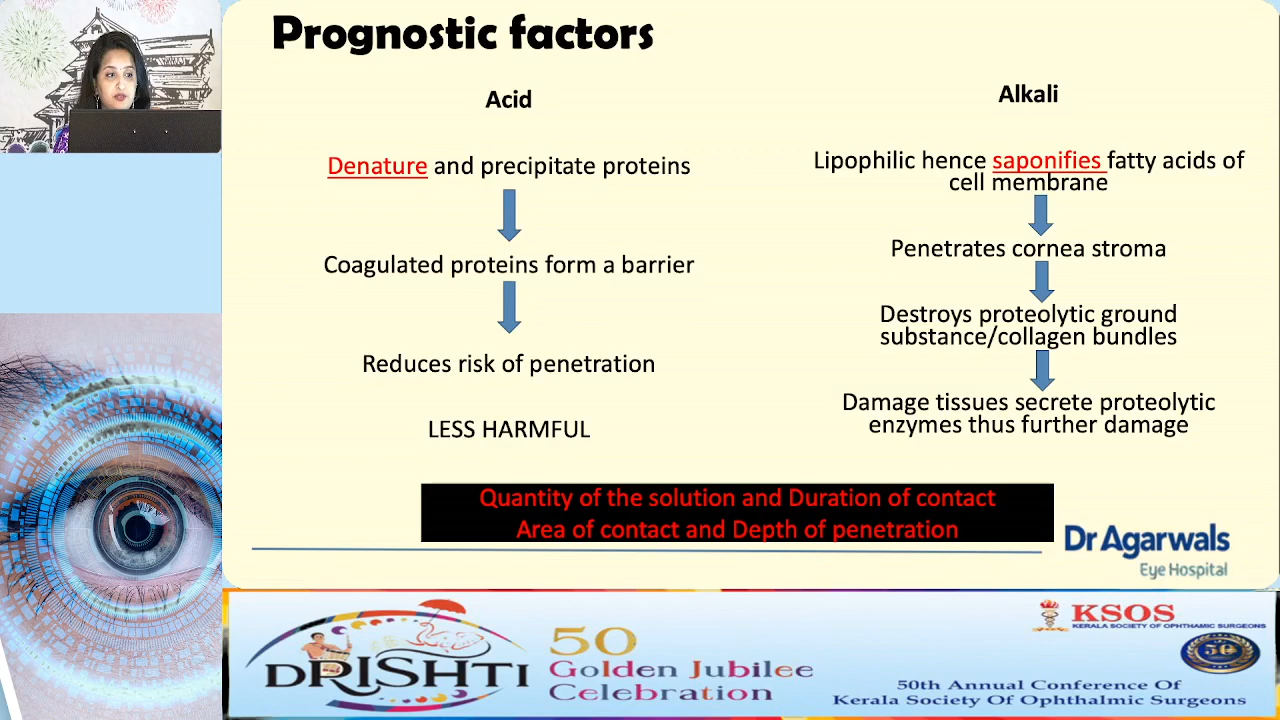 Prognostic factors
Acid
Denature and precipitate proteins
Coagulated proteins form a barrier
Reduces risk of penetration
LESS HARMFUL
Alkali
Lipophilic hence saponifies fatty acids of
cell membrane
Penetrates cornea stroma
Destroys proteolytic ground
substance/collagen bundles
Damage tissues secrete proteolytic
enzymes thus further damage
Quantity of the solution and Duration of contact
Area of contact and Depth of penetration
Dr Agarwals
Eye Hospital
DRISHTI
50
Golden Jubilee
Celebration
KSOS
KERALA SOCIETY OF OPHTHAMIC SURGEONS
50
50th Annual Conference Of
Kerala Society Of Ophthalmic Surgeons